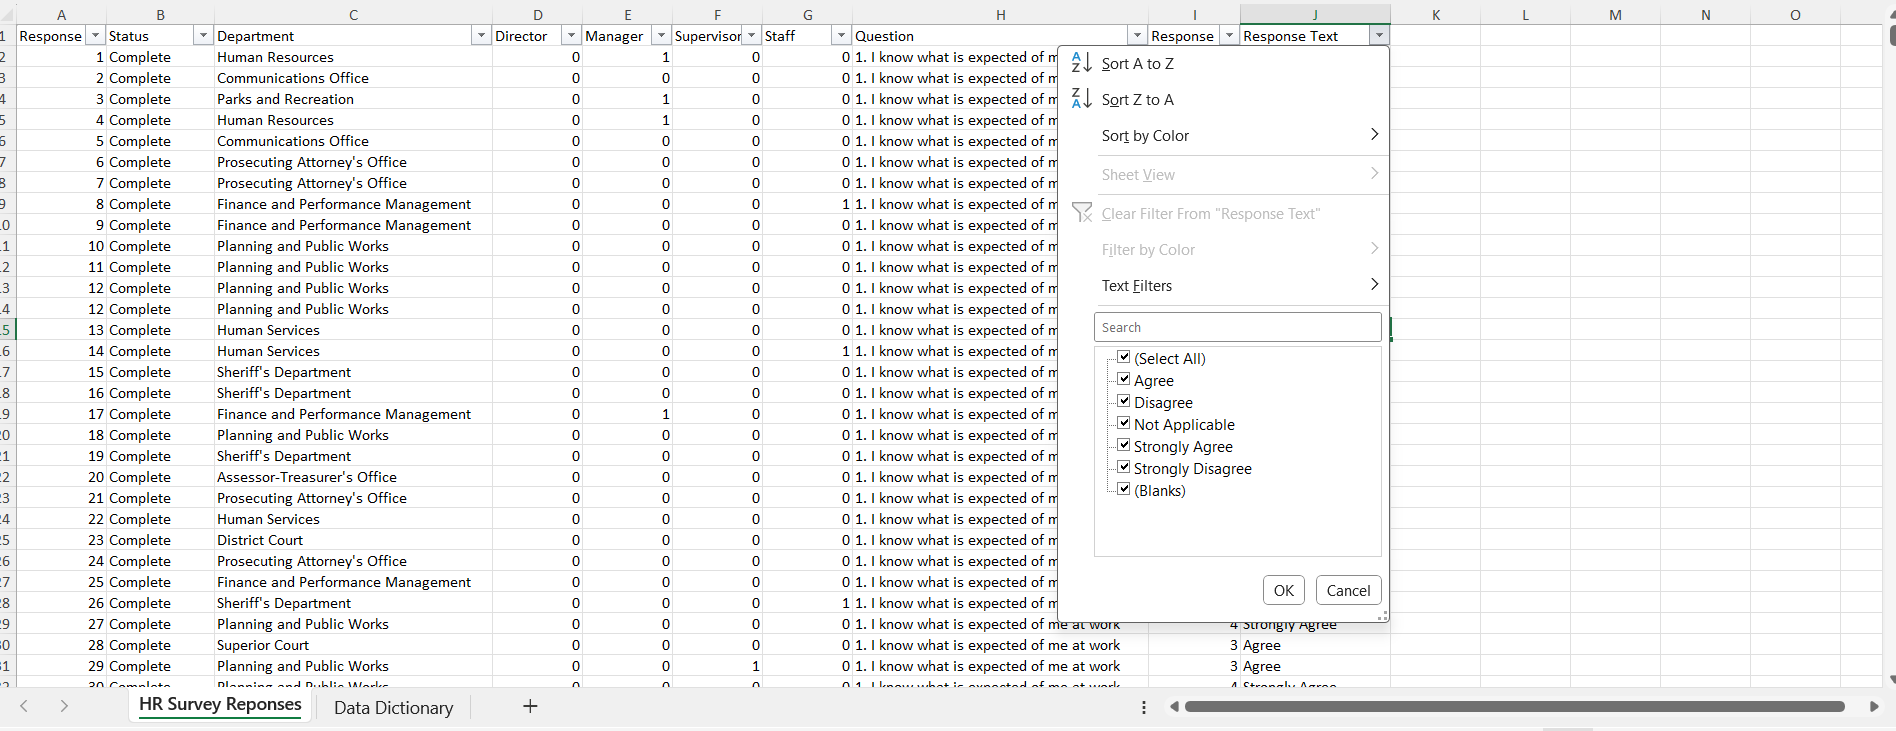 A B C D E F G H I J K L M N O
1 Response Status Department Director Manager Supervisor Staff Question Response Response Text
2 1 Complete Human Resources 0 1 0 0 1. I know what is expected of m
3 2 Complete Communications Office 0 0 0 0 1. I know what is expected of m
4 3 Complete Parks and Recreation 0 1 0 0 1. I know what is expected of m
5 4 Complete Human Resources 0 1 0 0 1. I know what is expected of m
6 5 Complete Communications Office 0 0 0 0 1. I know what is expected of m
7 6 Complete Prosecuting Attorney's Office 0 0 0 0 1. I know what is expected of m
8 7 Complete Prosecuting Attorney's Office 0 0 0 0 1. I know what is expected of m
9 8 Complete Finance and Performance Management 0 0 0 1 1. I know what is expected of m
10 9 Complete Finance and Performance Management 0 0 0 0 1. I know what is expected of m
11 10 Complete Planning and Public Works 0 0 0 0 1. I know what is expected of m
12 11 Complete Planning and Public Works 0 0 0 0 1. I know what is expected of m
13 12 Complete Planning and Public Works 0 0 0 0 1. I know what is expected of m
14 12 Complete Planning and Public Works 0 0 0 0 1. I know what is expected of m
15 13 Complete Human Services 0 0 0 0 1. I know what is expected of m
16 14 Complete Human Services 0 0 0 1 1. I know what is expected of m
17 15 Complete Sheriff's Department 0 0 0 0 1. I know what is expected of m
18 16 Complete Sheriff's Department 0 0 0 0 1. I know what is expected of m
19 17 Complete Finance and Performance Management 0 1 0 0 1. I know what is expected of m
20 18 Complete Planning and Public Works 0 0 0 0 1. I know what is expected of m
21 19 Complete Sheriff's Department 0 0 0 0 1. I know what is expected of m
22 20 Complete Assessor-Treasurer's Office 0 0 0 0 1. I know what is expected of m
23 21 Complete Prosecuting Attorney's Office 0 0 0 0 1. I know what is expected of m
24 22 Complete Human Services 0 0 0 0 1. I know what is expected of m
25 23 Complete District Court 0 0 0 0 1. I know what is expected of m
26 24 Complete Prosecuting Attorney's Office 0 0 0 0 1. I know what is expected of m
27 25 Complete Finance and Performance Management 0 0 0 0 1. I know what is expected of m
28 26 Complete Sheriff's Department 0 0 0 1 1. I know what is expected of m
29 27 Complete Planning and Public Works 0 0 0 0 1. I know what is expected of me at work 4 Strongly Agree
30 28 Complete Superior Court 0 0 0 0 1. I know what is expected of me at work 3 Agree
31 29 Complete Planning and Public Works 0 0 1 0 1. I know what is expected of me at work 3 Agree
32 30 Complete Planning and Public Works 0 0 0 0 1. I know what is expected of me at work 4 Strongly Agree
Sort A to Z
Sort Z to A
Sort by Color
Sheet View
Clear Filter From "Response Text"
Filter by Color
Text Filters
Search
(Select All)
Agree
Disagree
Not Applicable
Strongly Agree
Strongly Disagree
(Blanks)
OK Cancel
HR Survey Reponses Data Dictionary